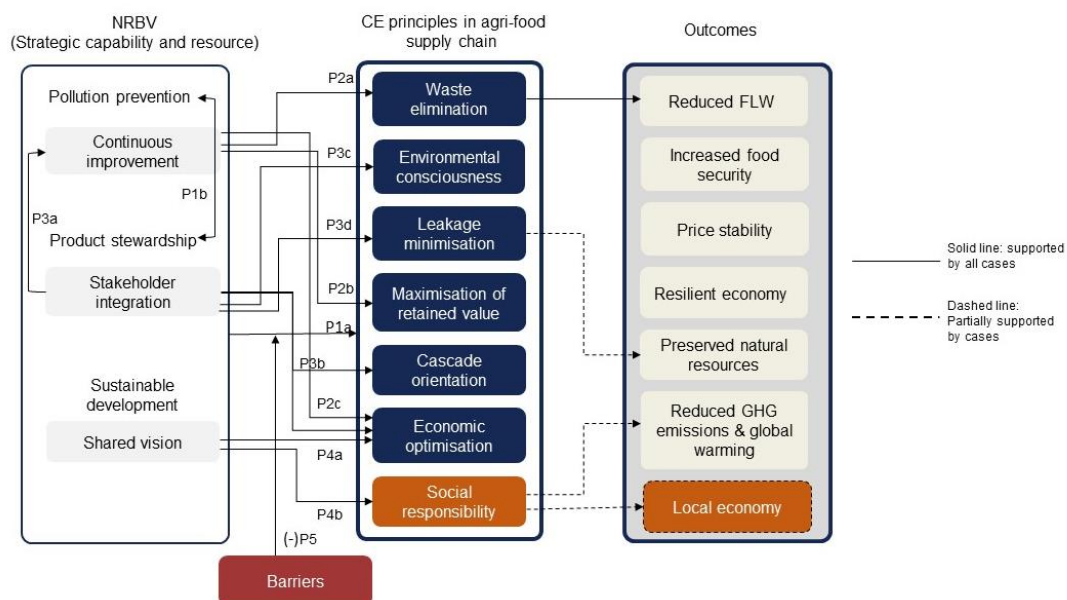 NRBV
(Strategic capability and resource)
Pollution prevention
Continuous
improvement
P1b
P3a
Product stewardship
Stakeholder
integration
Sustainable
development
Shared vision
P2a
P3c
P3d
P2b
P1a
P3b
P2c
P4a
P4b
(-)P5
Barriers
CE principles in agri-food
supply chain
Waste
elimination
Environmental
consciousness
Leakage
minimisation
Maximisation of
retained value
Cascade
orientation
Economic
optimisation
Social
responsibility
Outcomes
Reduced FLW
Increased food
security
Price stability
Resilient economy
Preserved natural
resources
Reduced GHG
emissions & global
warming
Local economy
Solid line: supported
by all cases
Dashed line:
Partially supported
by cases